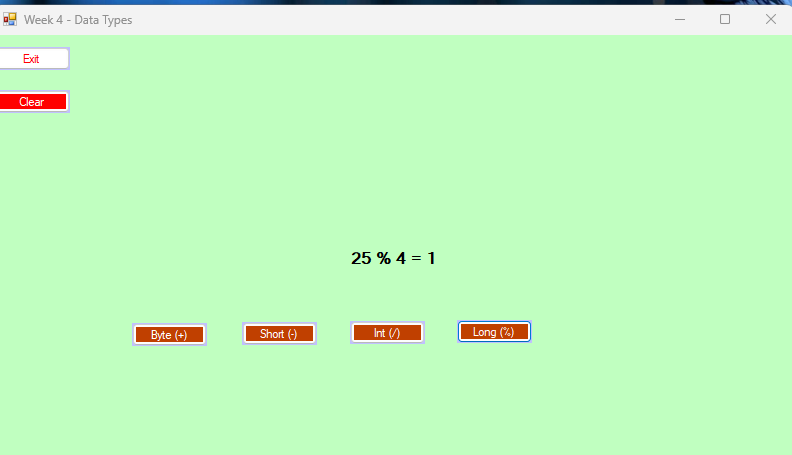 Week 4 - Data Types
Exit
Clear
25 % 4 = 1
Byte (+)
Short (-)
Int (/)
Long (%)